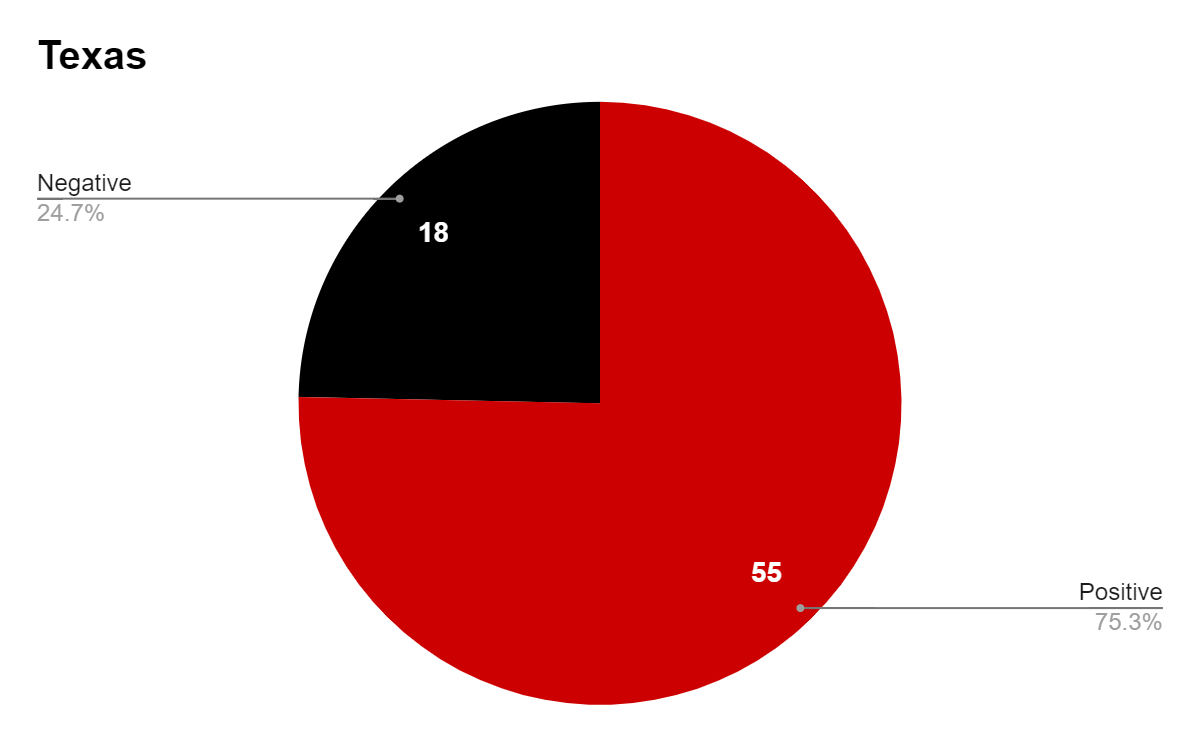 Texas
Negative
24.7%
18
55
Positive
75.3%